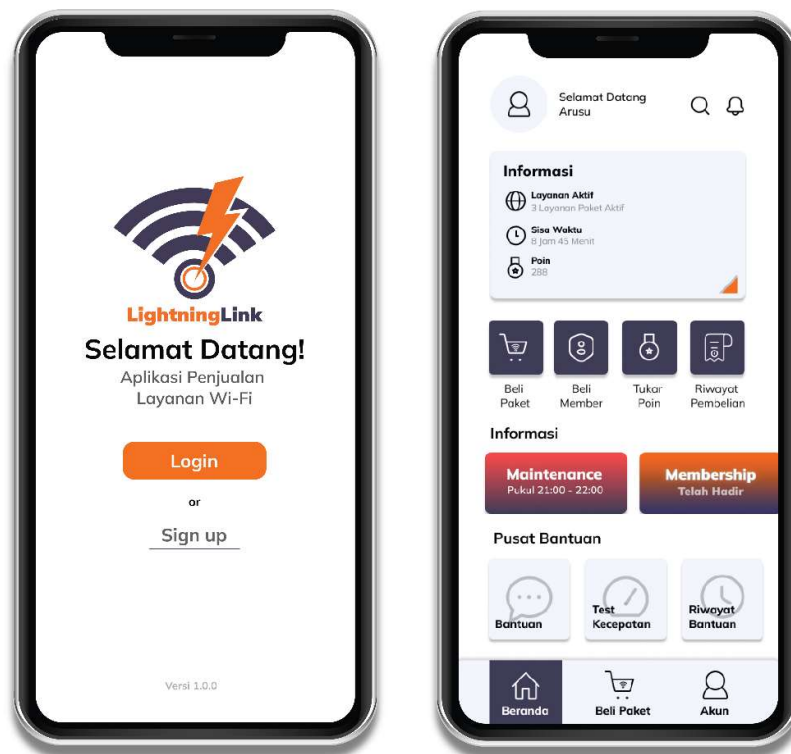 LightningLink
Selamat Datang!
Aplikasi Penjualan
Layanan Wi-Fi
Login
or
Sign up
Versi 1.0.0
Selamat Datang
Arusu
Informasi
Layanan Aktif
3 Layanan Paket Aktif
Sisa Waktu
8 Jam 45 Menit
Poin
288
Beli
Paket
Beli
Member
Tukar
Poin
Riwayat
Pembelian
Informasi
Maintenance
Pukul 21:00 - 22:00
Membership
Telah Hadir
Pusat Bantuan
Bantuan
Test
Kecepatan
Riwayat
Bantuan
Beranda
Beli Paket
Akun